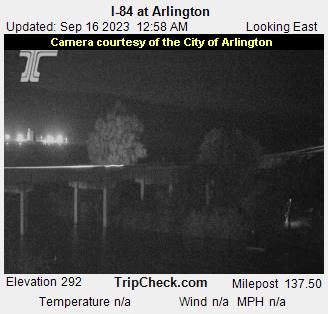 I-84 at Arlington
Updated: Sep 16 2023 12:58 AM Looking East
Camera courtesy of the City of Arlington
Elevation 292 TripCheck.com Milepost 137.50
Temperature n/a Wind n/a MPH n/a